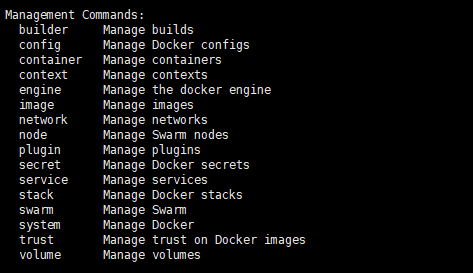 Management Commands:
  builder     Manage builds
  config      Manage Docker configs
  container   Manage containers
  context     Manage contexts
  engine      Manage the docker engine
  image       Manage images
  network     Manage networks
  node        Manage Swarm nodes
  plugin      Manage plugins
  secret      Manage Docker secrets
  service     Manage services
  stack       Manage Docker stacks
  swarm       Manage Swarm
  system      Manage Docker
  trust       Manage trust on Docker images
  volume      Manage volumes